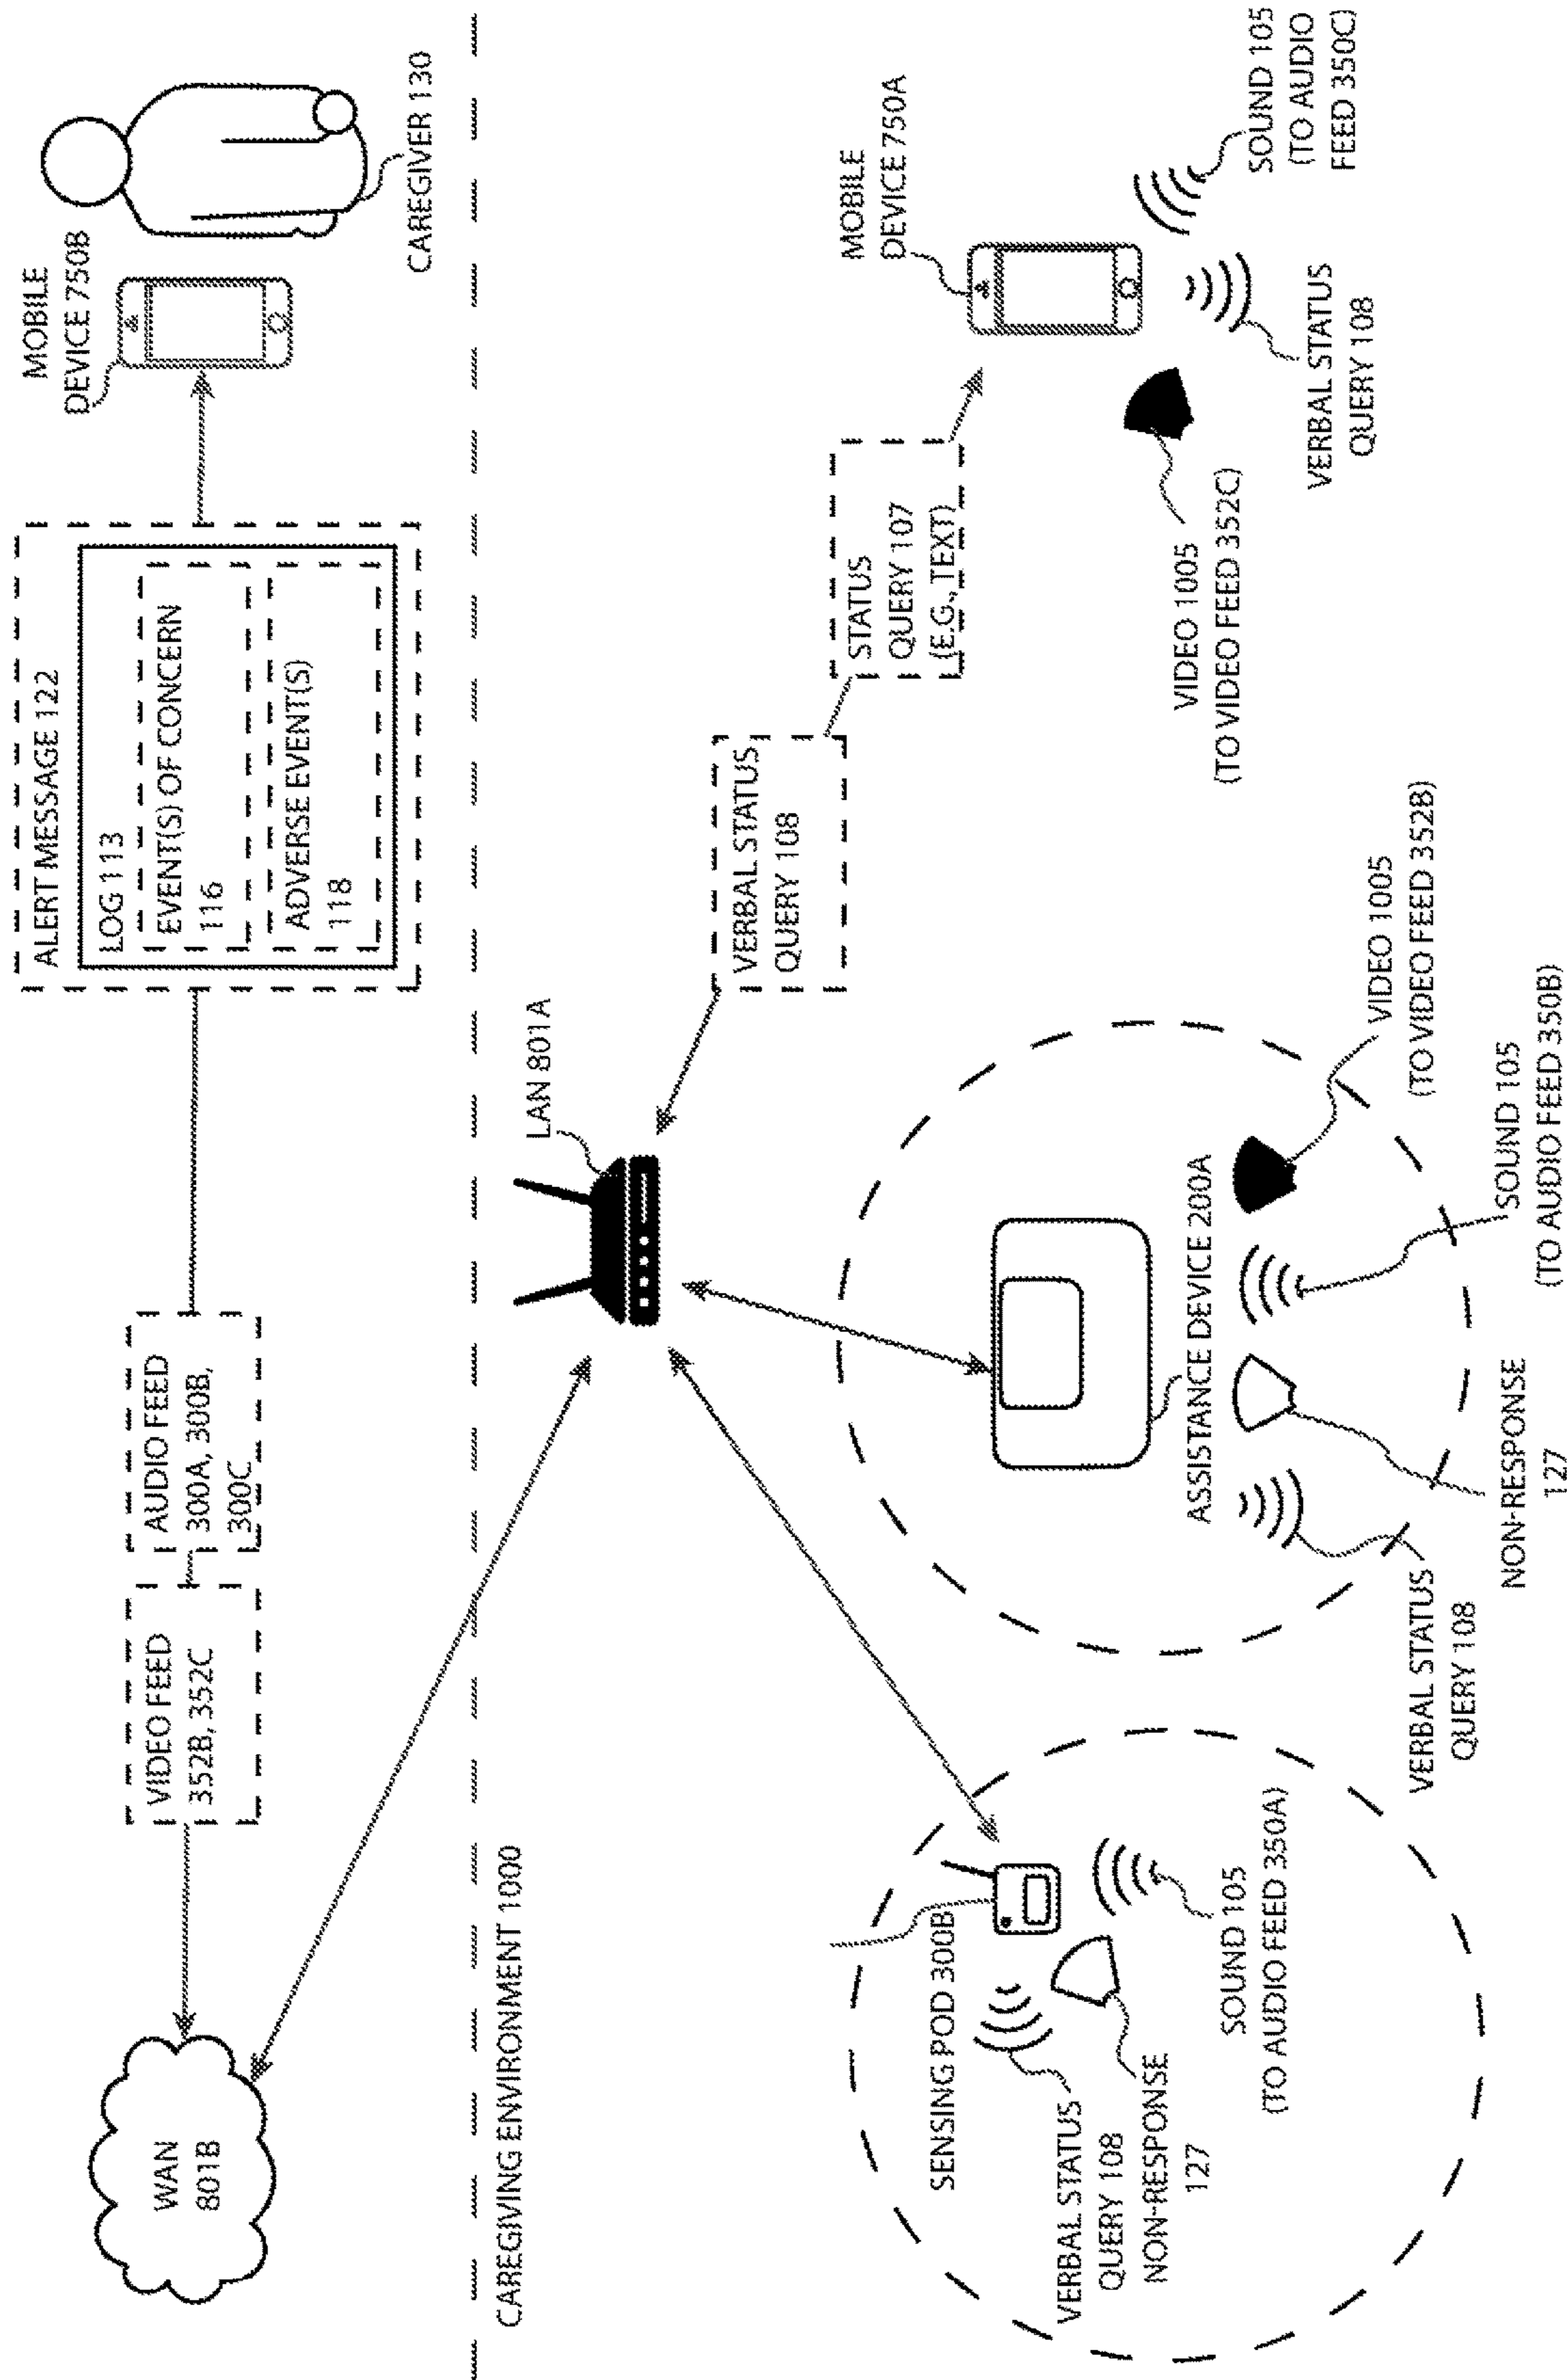 WAN
801B
VIDEO FEED
352B, 352C
AUDIO FEED
300A, 300B,
300C
ALERT MESSAGE 122
LOG 113
EVENT(S) OF CONCERN
116
ADVERSE EVENT(S)
118
MOBILE
DEVICE 750B
CAREGIVER 130
CAREGIVING ENVIRONMENT 1000
LAN 801A
VERBAL STATUS
QUERY 108
STATUS
QUERY 107
(E.G., TEXT)
MOBILE
DEVICE 750A
SENSING POD 300B
VERBAL STATUS
QUERY 108
NON-RESPONSE
127
SOUND 105
(TO AUDIO FEED 350A)
ASSISTANCE DEVICE 200A
VERBAL STATUS
QUERY 108
NON-RESPONSE
127
SOUND 105
(TO AUDIO FEED 350B)
VIDEO 1005
(TO VIDEO FEED 352B)
VIDEO 1005
(TO VIDEO FEED 352C)
VERBAL STATUS
QUERY 108
SOUND 105
(TO AUDIO
FEED 350C)